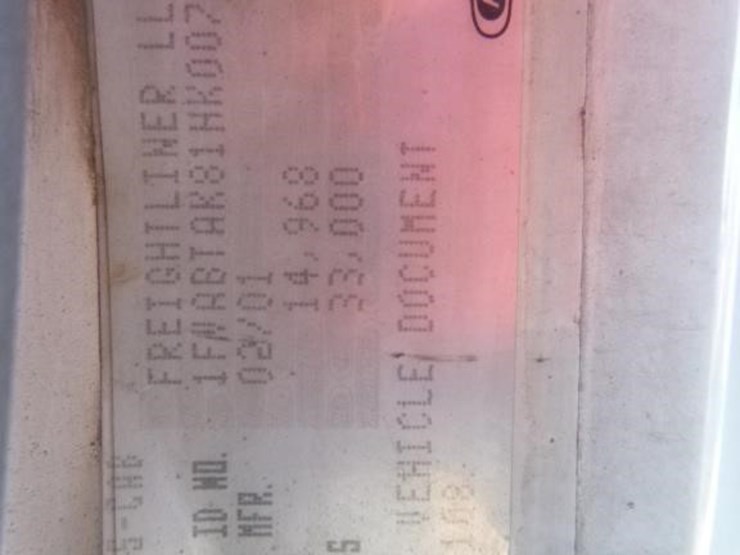 FREIGHTLINER LL
ID NO. 1FVABTAK81HK007
MFR. 02/01
14,968
S 33,000
VEHICLE DOCUMENT